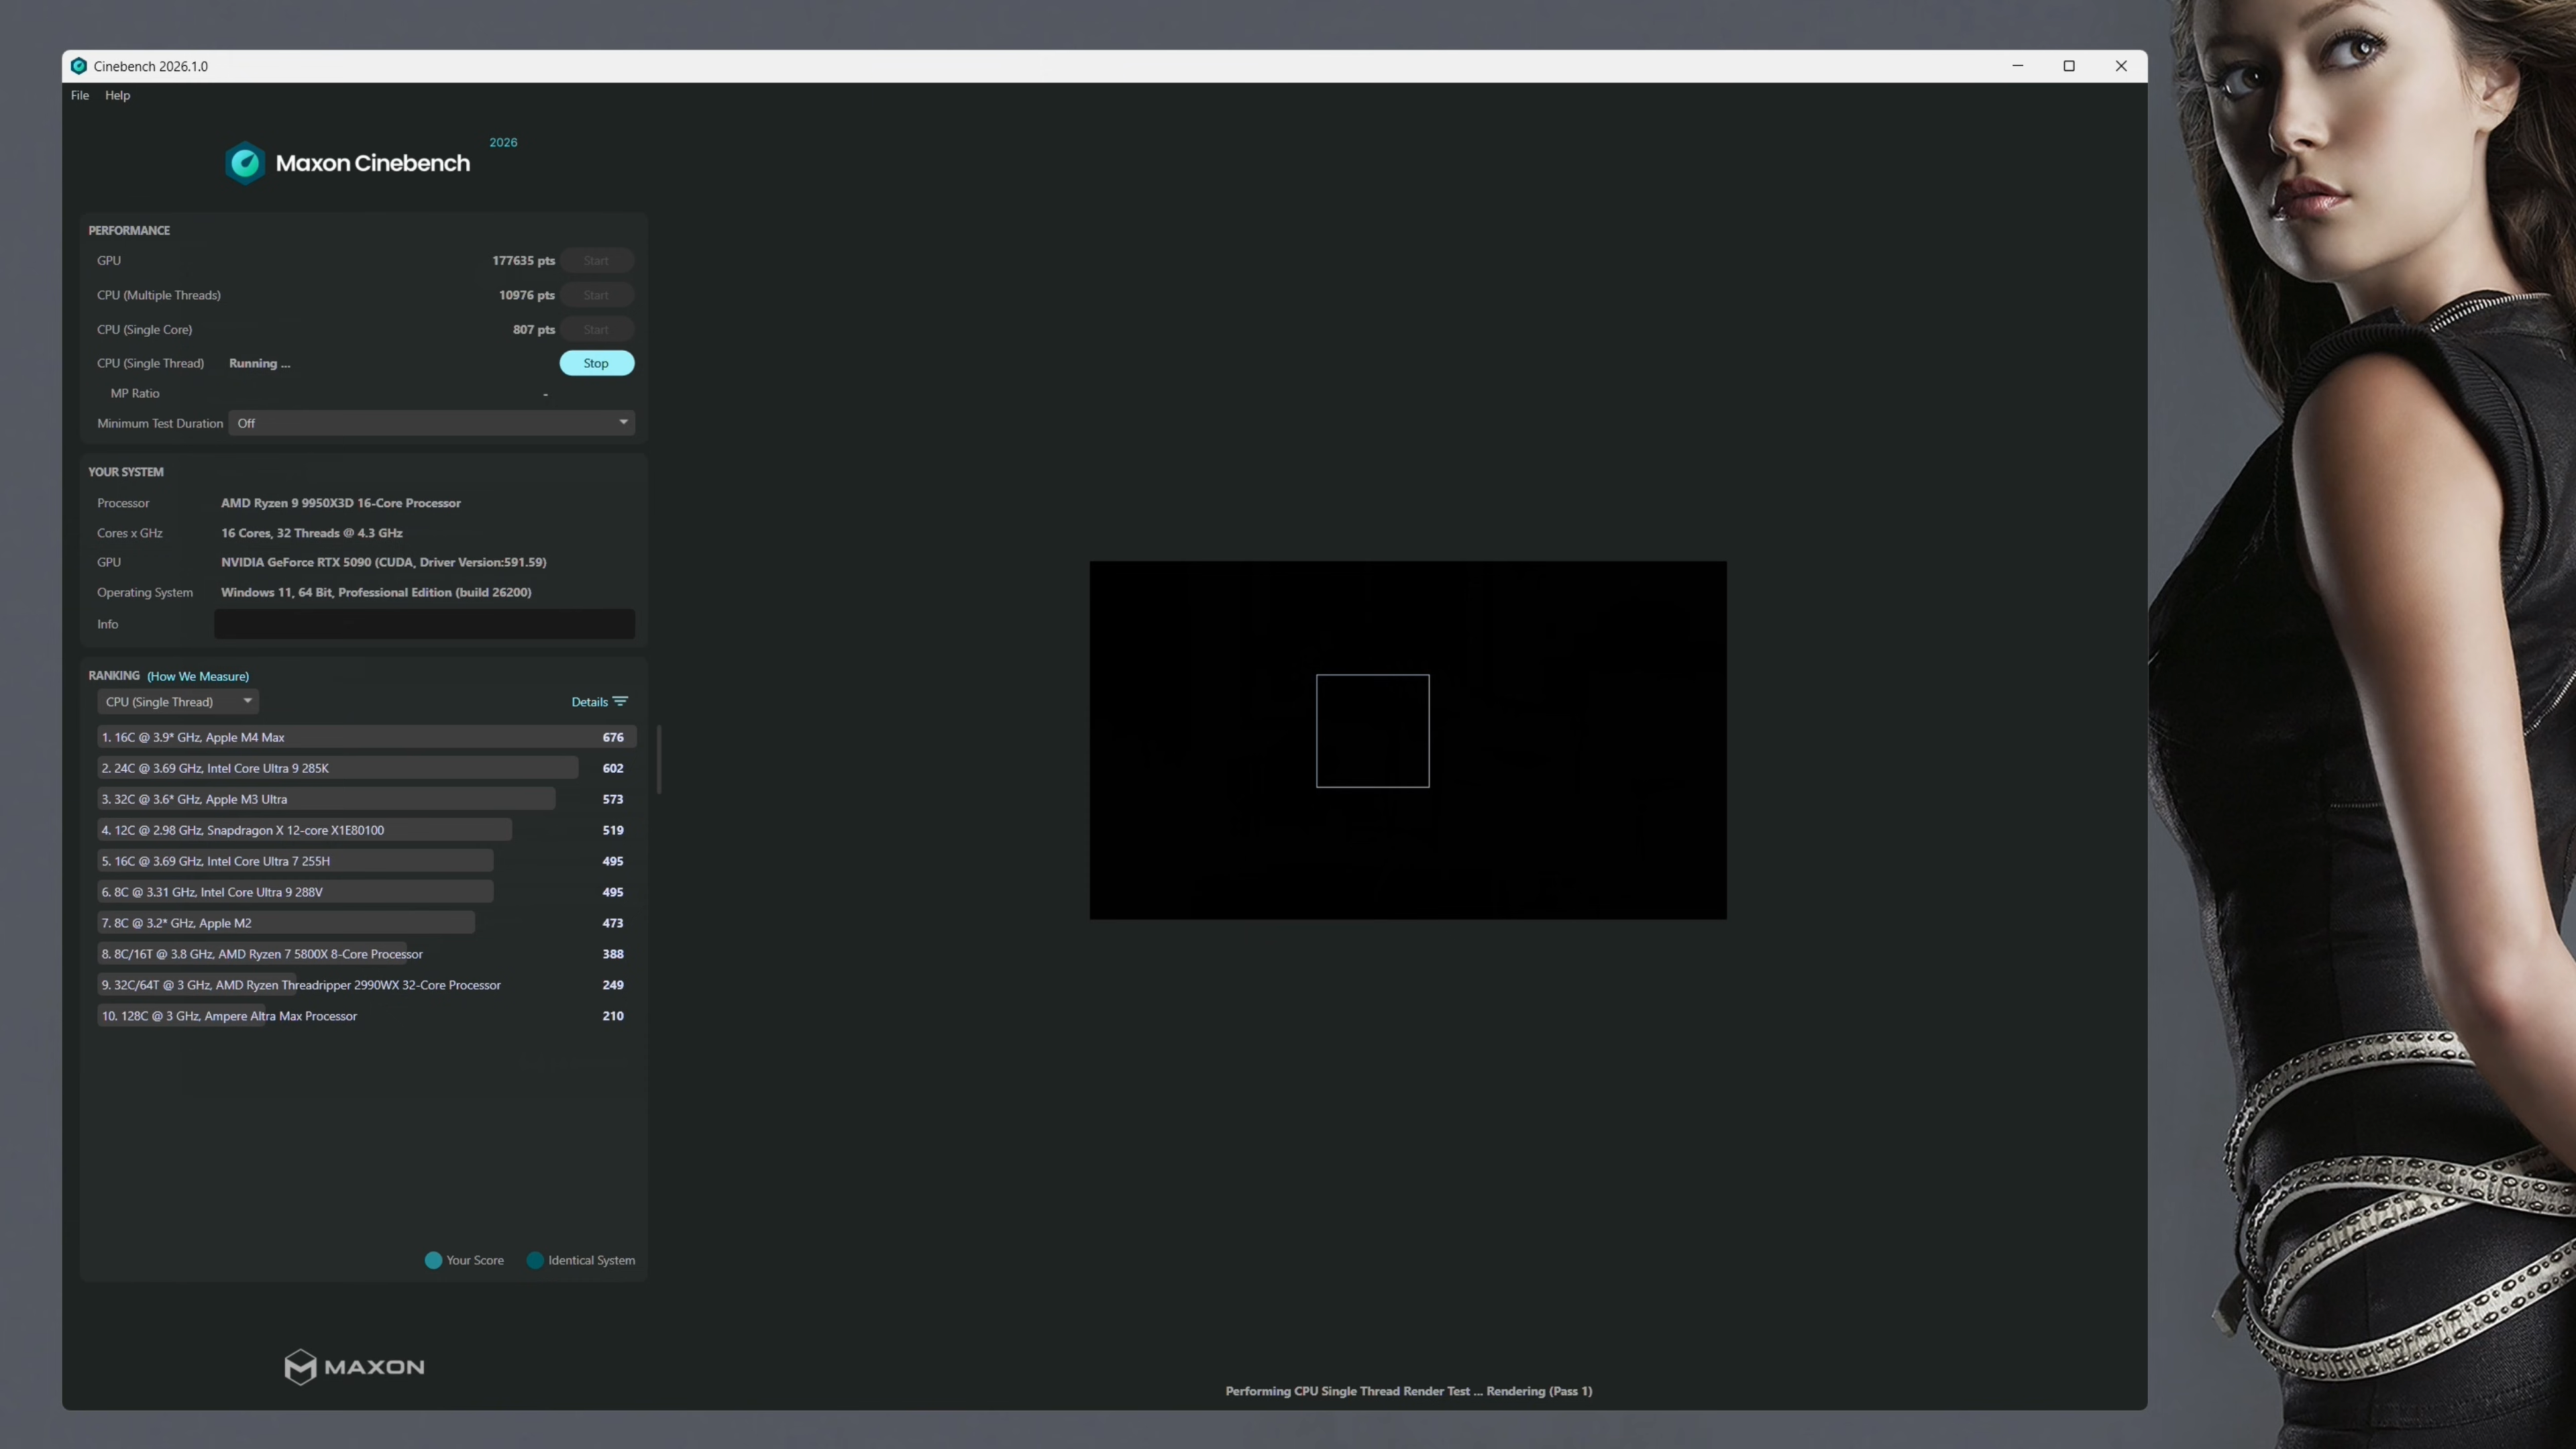 Cinebench 2026.1.0
File Help
2026
Maxon Cinebench
PERFORMANCE
GPU 177635 pts Start
CPU (Multiple Threads) 10976 pts Start
CPU (Single Core) 807 pts Start
CPU (Single Thread) Running ... Stop
MP Ratio -
Minimum Test Duration Off
YOUR SYSTEM
Processor AMD Ryzen 9 9950X3D 16-Core Processor
Cores x GHz 16 Cores, 32 Threads @ 4.3 GHz
GPU NVIDIA GeForce RTX 5090 (CUDA, Driver Version:591.59)
Operating System Windows 11, 64 Bit, Professional Edition (build 26200)
Info
RANKING (How We Measure)
CPU (Single Thread) Details
1. 16C @ 3.9* GHz, Apple M4 Max 676
2. 24C @ 3.69 GHz, Intel Core Ultra 9 285K 602
3. 32C @ 3.6* GHz, Apple M3 Ultra 573
4. 12C @ 2.98 GHz, Snapdragon X 12-core X1E80100 519
5. 16C @ 3.69 GHz, Intel Core Ultra 7 255H 495
6. 8C @ 3.31 GHz, Intel Core Ultra 9 288V 495
7. 8C @ 3.2* GHz, Apple M2 473
8. 8C/16T @ 3.8 GHz, AMD Ryzen 7 5800X 8-Core Processor 388
9. 32C/64T @ 3 GHz, AMD Ryzen Threadripper 2990WX 32-Core Processor 249
10. 128C @ 3 GHz, Ampere Altra Max Processor 210
Your Score Identical System
MAXON
Performing CPU Single Thread Render Test ... Rendering (Pass 1)